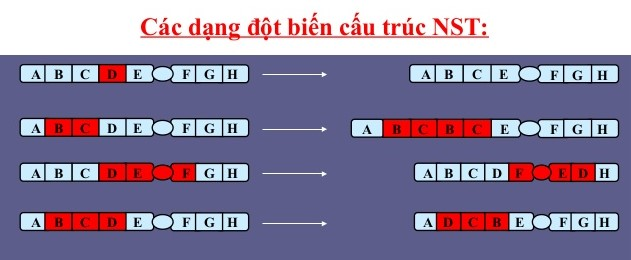 Các dạng đột biến cấu trúc NST:
A B C D E F G H A B C E F G H
A B C D E F G H A B C B C E F G H
A B C D E F G H A B C D F E D H
A B C D E F G H A D C B E F G H